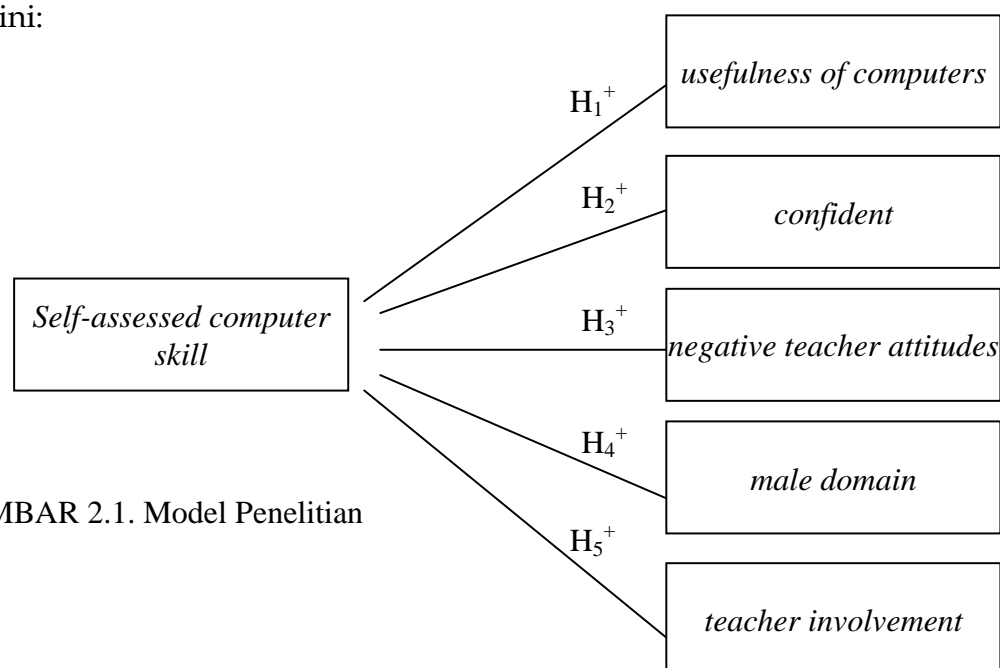 ini:
usefulness of computers
H₁⁺
confident
H₂⁺
Self-assessed computer
skill
H₃⁺
negative teacher attitudes
H₄⁺
male domain
MBAR 2.1. Model Penelitian
H₅⁺
teacher involvement